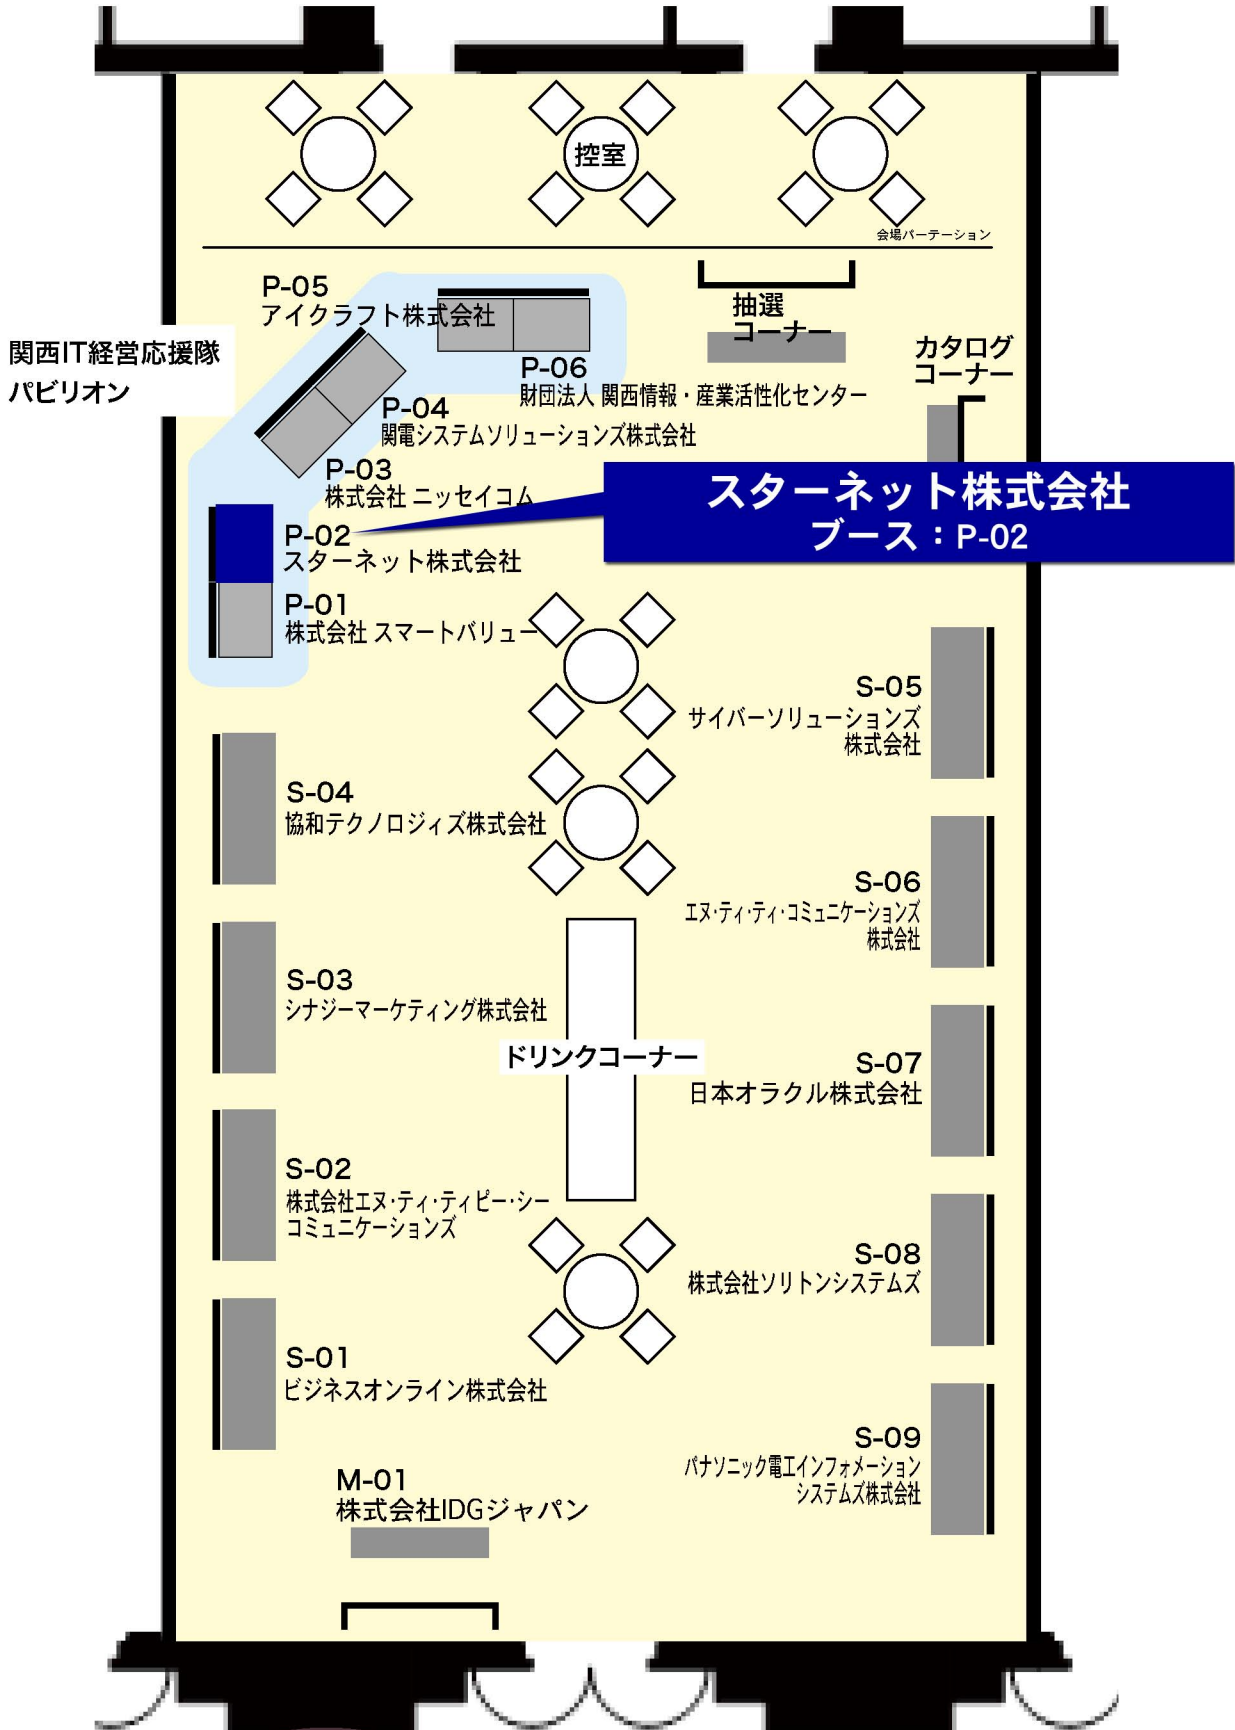 控室
会場パーテーション
P-05
アイクラフト株式会社
抽選
コーナー
関西IT経営応援隊
パビリオン
カタログ
コーナー
P-06
財団法人 関西情報・産業活性化センター
P-04
関電システムソリューションズ株式会社
P-03
株式会社 ニッセイコム
スターネット株式会社
ブース：P-02
P-02
スターネット株式会社
P-01
株式会社 スマートバリュー
S-05
サイバーソリューションズ
株式会社
S-04
協和テクノロジィズ株式会社
S-06
エヌ・ティ・ティ・コミュニケーションズ
株式会社
S-03
シナジーマーケティング株式会社
ドリンクコーナー
S-07
日本オラクル株式会社
S-02
株式会社エヌ・ティ・ティピー・シー
コミュニケーションズ
S-08
株式会社ソリトンシステムズ
S-01
ビジネスオンライン株式会社
S-09
パナソニック電工インフォメーション
システムズ株式会社
M-01
株式会社IDGジャパン